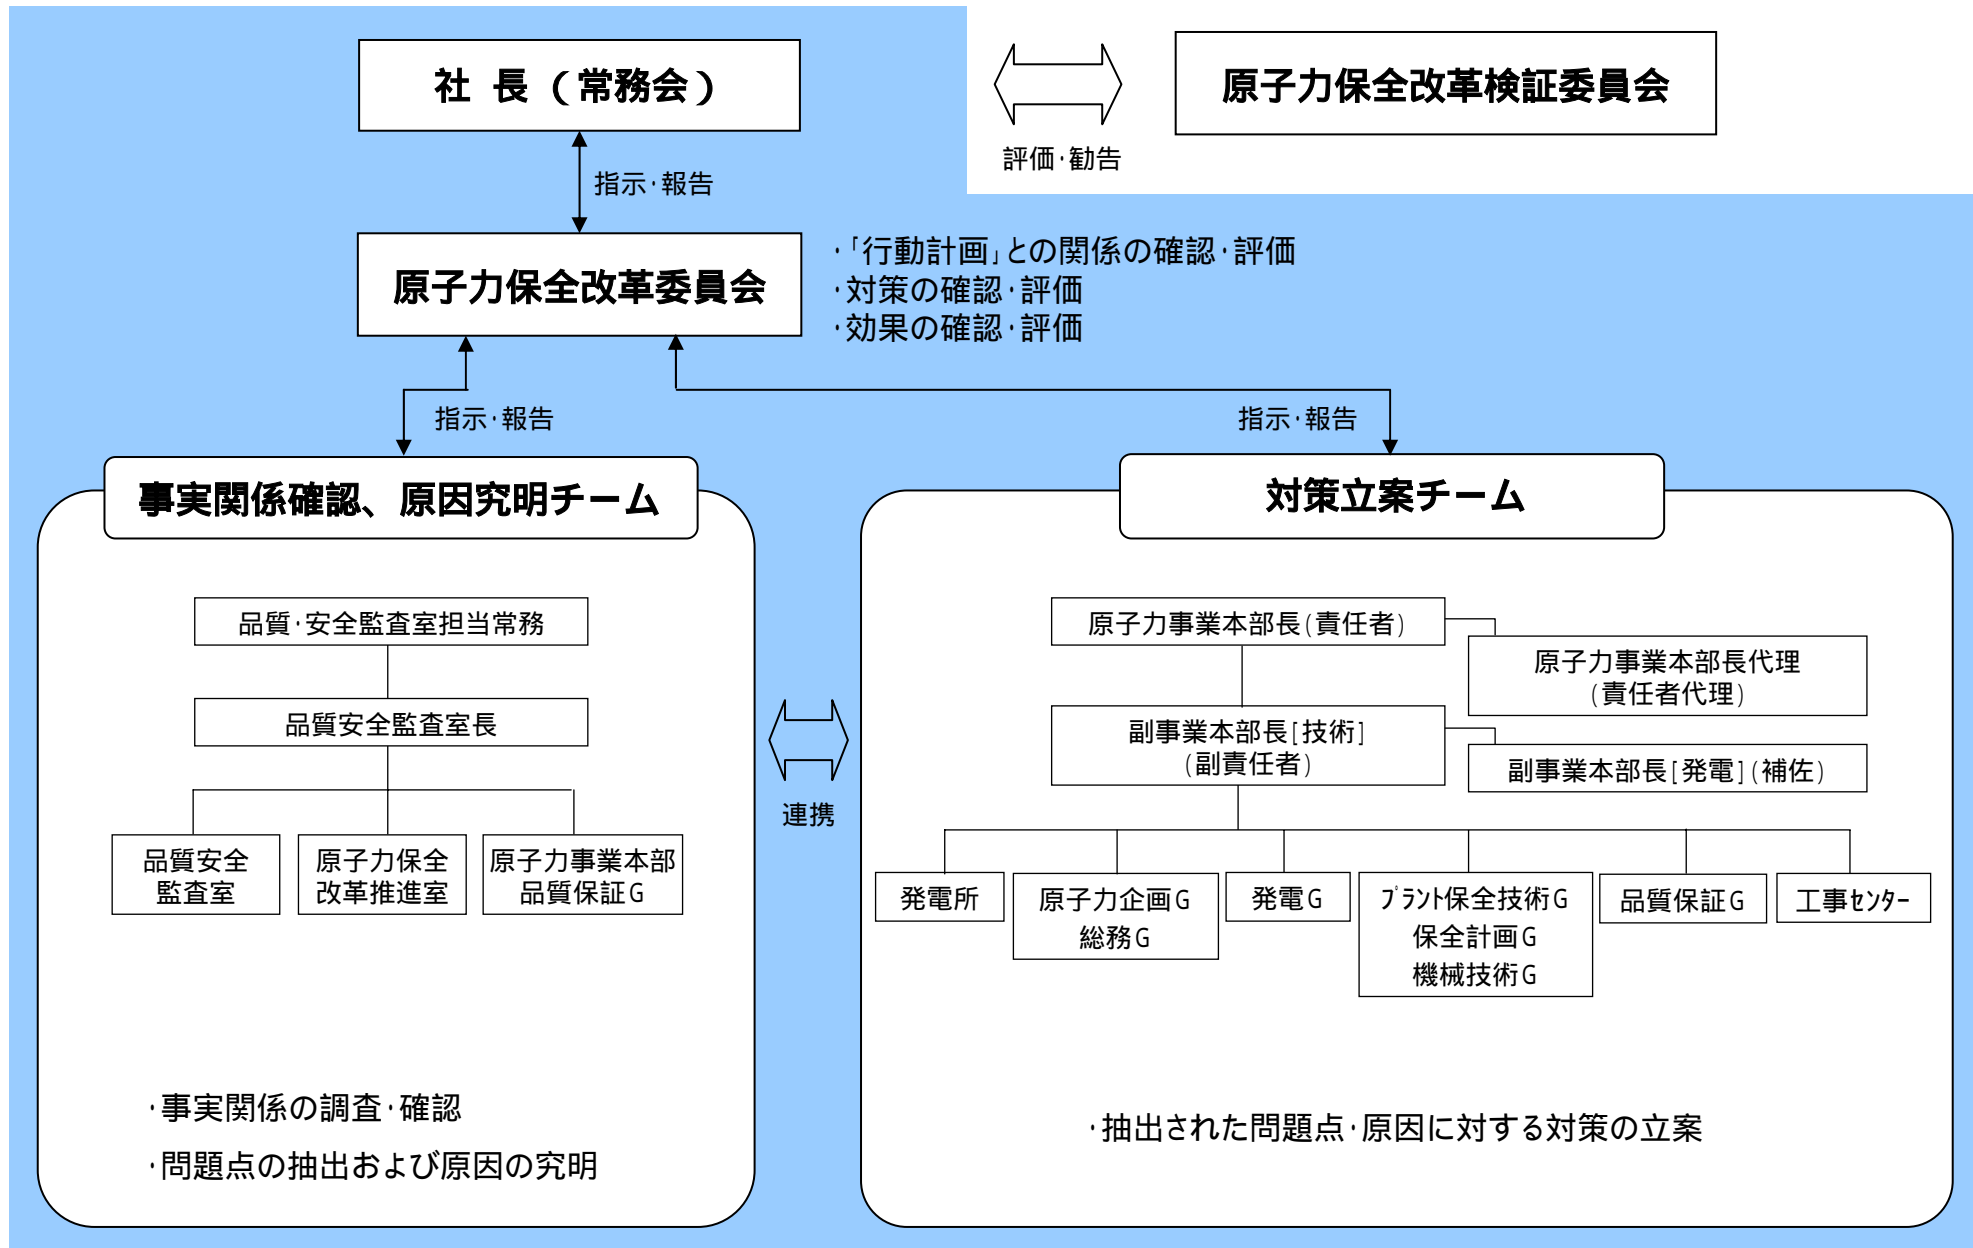 社 長（常務会）
原子力保全改革検証委員会
評価・勧告
指示・報告
原子力保全改革委員会
・「行動計画」との関係の確認・評価
・対策の確認・評価
・効果の確認・評価
指示・報告
指示・報告
事実関係確認、原因究明チーム
品質・安全監査室担当常務
品質安全監査室長
品質安全
監査室
原子力保全
改革推進室
原子力事業本部
品質保証G
・事実関係の調査・確認
・問題点の抽出および原因の究明
連携
対策立案チーム
原子力事業本部長(責任者)
原子力事業本部長代理
(責任者代理)
副事業本部長[技術]
(副責任者)
副事業本部長[発電](補佐)
発電所
原子力企画G
総務G
発電G
ﾌﾟﾗﾝﾄ保全技術G
保全計画G
機械技術G
品質保証G
工事ｾﾝﾀｰ
・抽出された問題点・原因に対する対策の立案